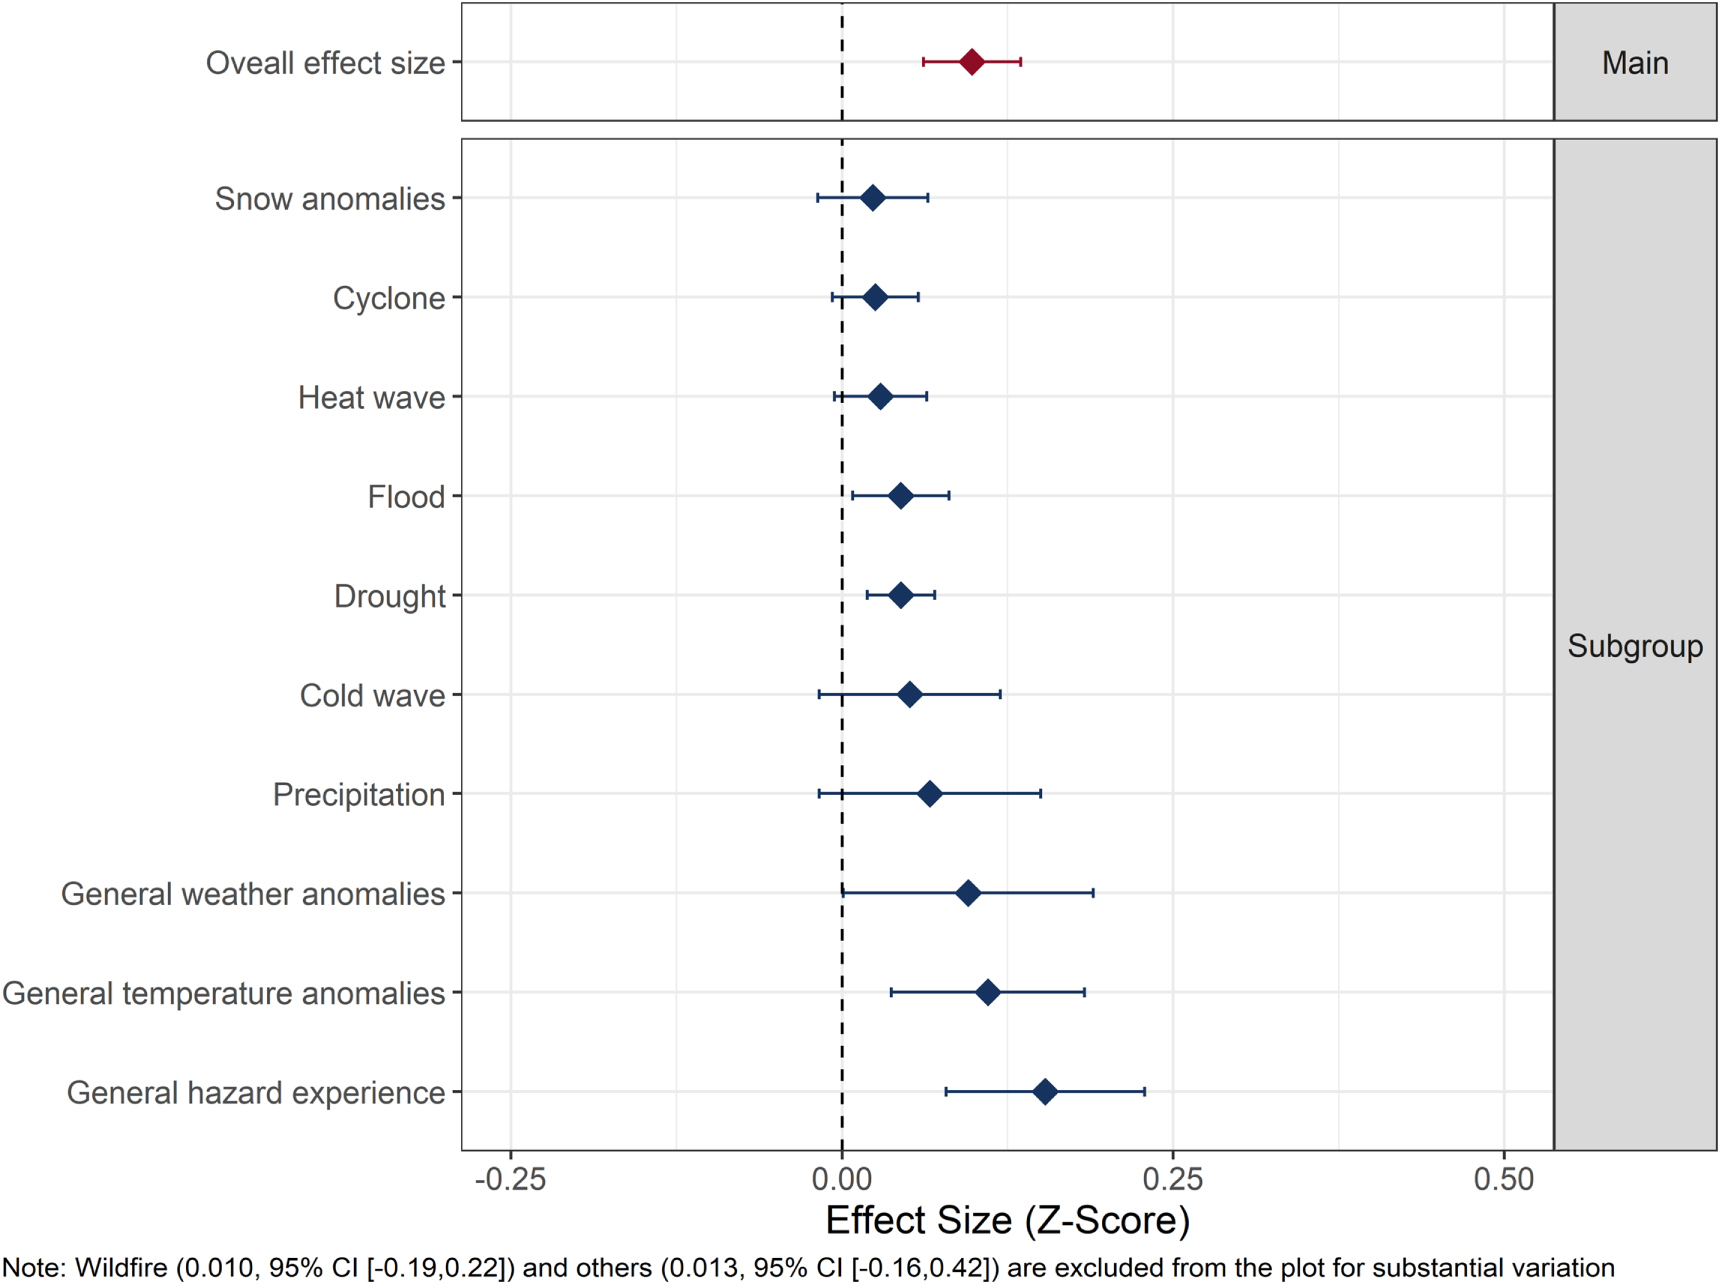 Oveall effect size
Main
Snow anomalies
Cyclone
Heat wave
Flood
Drought
Cold wave
Precipitation
General weather anomalies
General temperature anomalies
General hazard experience
Subgroup
-0.25 0.00 0.25 0.50
Effect Size (Z-Score)
Note: Wildfire (0.010, 95% CI [-0.19,0.22]) and others (0.013, 95% CI [-0.16,0.42]) are excluded from the plot for substantial variation